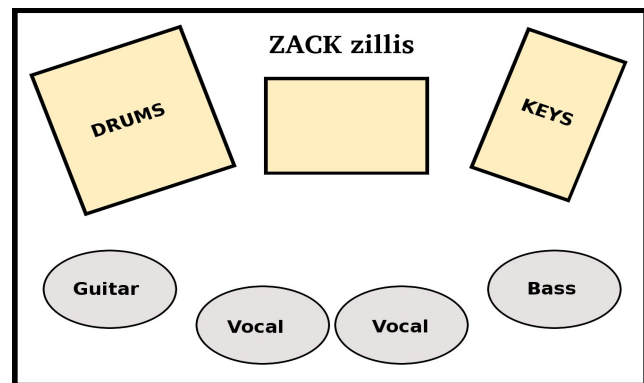 ZACK zillis
DRUMS
KEYS
Guitar
Vocal
Vocal
Bass